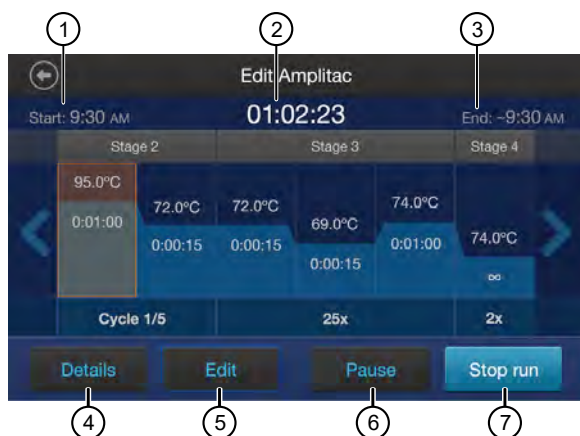 1 2 3
Edit Amplitac
Start: 9:30 AM 01:02:23 End: ~9:30 AM
Stage 2 Stage 3 Stage 4
95.0°C 72.0°C 72.0°C 69.0°C 74.0°C 74.0°C
0:01:00 0:00:15 0:00:15 0:00:15 0:01:00 ∞
Cycle 1/5 25x 2x
Details Edit Pause Stop run
4 5 6 7